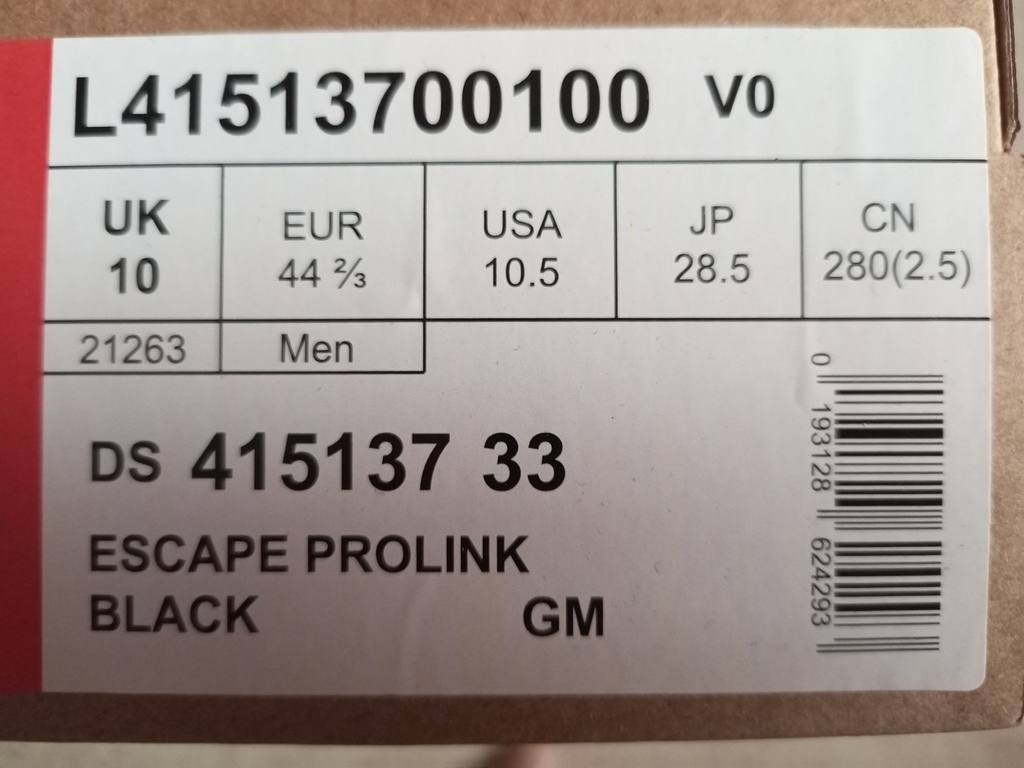 L41513700100 V0
UK EUR USA JP CN
10 44 ⅔ 10.5 28.5 280(2.5)
21263 Men
DS 415137 33
ESCAPE PROLINK
BLACK GM
0 193128 624293